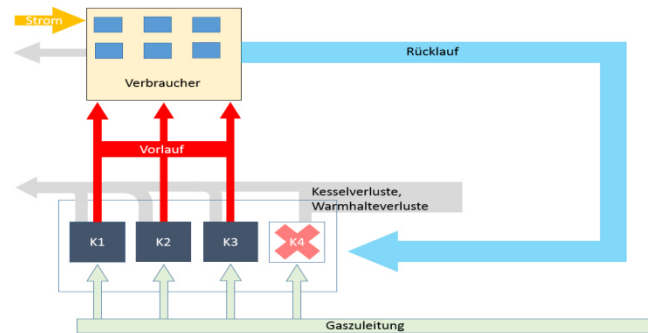 Strom
Rücklauf
Verbraucher
Vorlauf
Kesselverluste,
Warmhalteverluste
K1
K2
K3
K4
Gaszuleitung